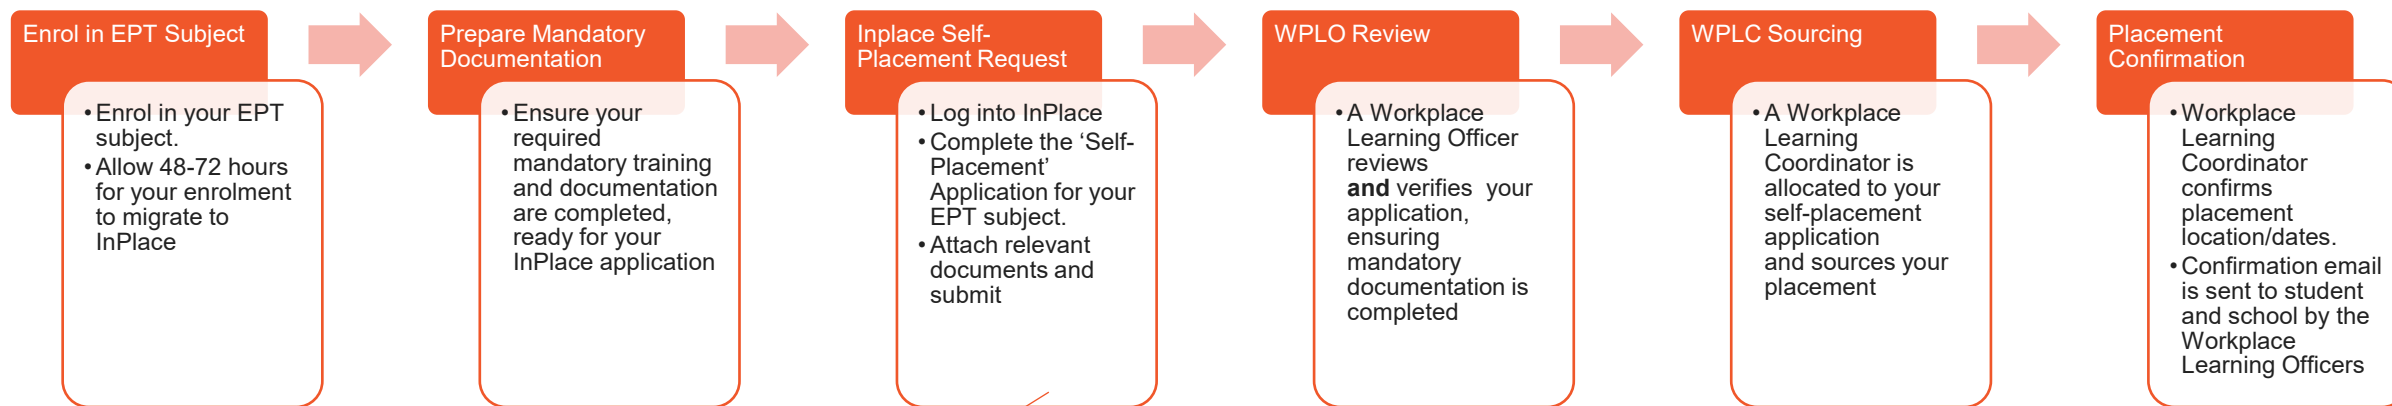 Enrol in EPT Subject
• Enrol in your EPT
subject.
• Allow 48-72 hours
for your enrolment
to migrate to
InPlace
Prepare Mandatory
Documentation
• Ensure your
required
mandatory training
and documentation
are completed,
ready for your
InPlace application
Inplace Self-
Placement Request
• Log into InPlace
• Complete the ‘Self-
Placement’
Application for your
EPT subject.
• Attach relevant
documents and
submit
WPLO Review
• A Workplace
Learning Officer
reviews
and verifies  your
application,
ensuring
mandatory
documentation is
completed
WPLC Sourcing
• A Workplace
Learning
Coordinator is
allocated to your
self-placement
application
and sources your
placement
Placement
Confirmation
• Workplace
Learning
Coordinator
confirms
placement
location/dates.
• Confirmation email
is sent to student
and school by the
Workplace
Learning Officers